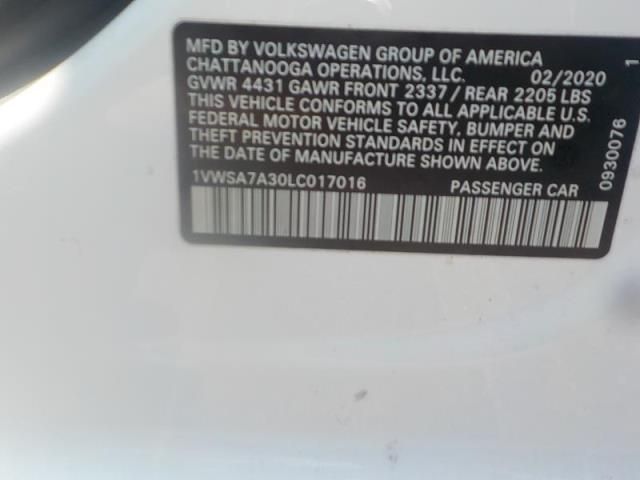 MFD BY VOLKSWAGEN GROUP OF AMERICA
CHATTANOOGA OPERATIONS, LLC. 02/2020
GVWR 4431 GAWR FRONT 2337 / REAR 2205 LBS
THIS VEHICLE CONFORMS TO ALL APPLICABLE U.S.
FEDERAL MOTOR VEHICLE SAFETY, BUMPER AND
THEFT PREVENTION STANDARDS IN EFFECT ON
THE DATE OF MANUFACTURE SHOWN ABOVE.
1VWSA7A30LC017016 PASSENGER CAR
0930076 1